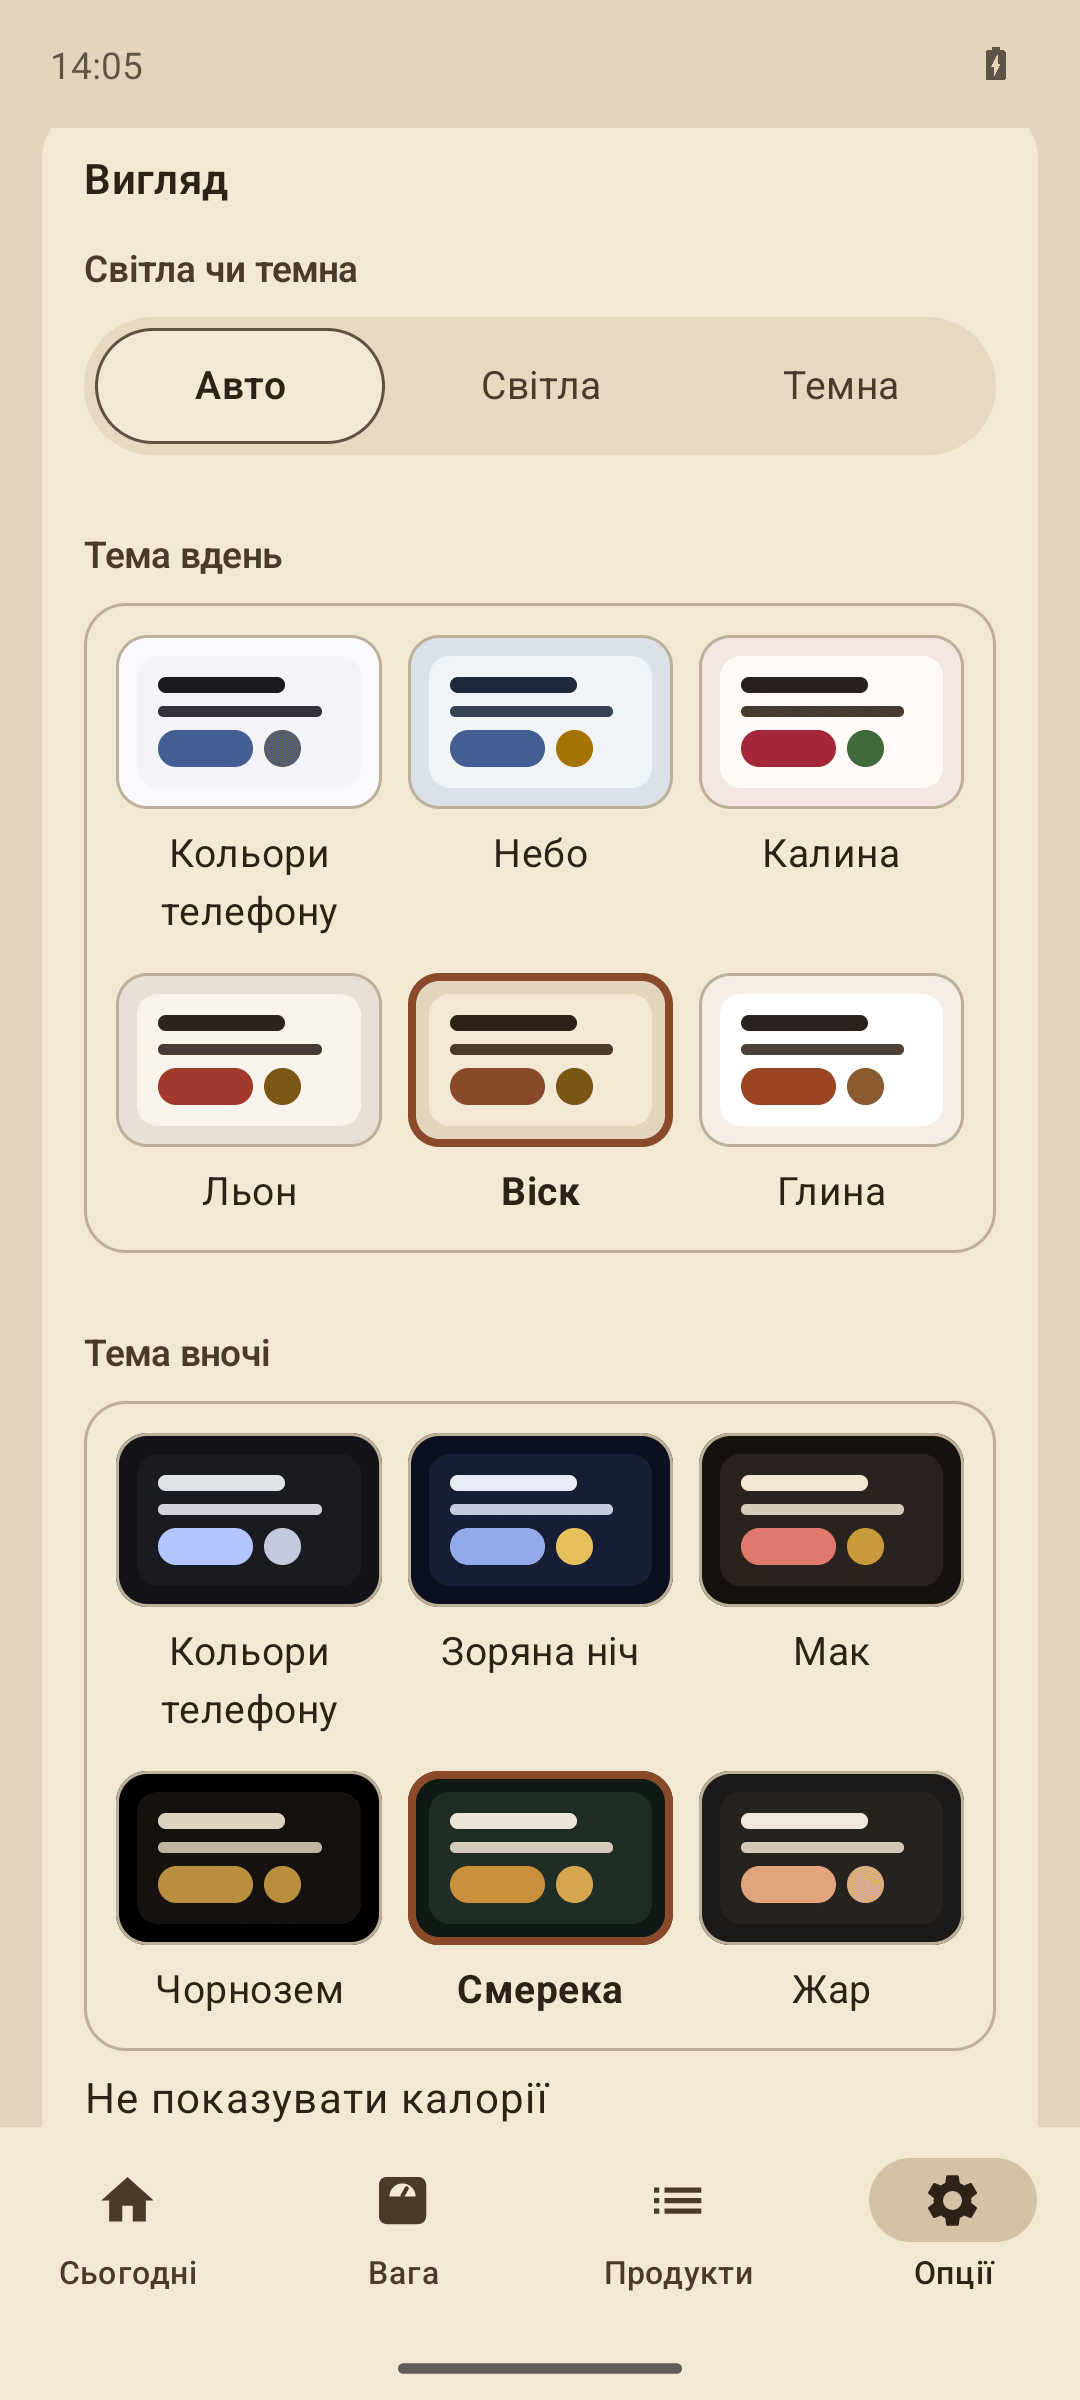 14:05
Вигляд
Світла чи темна
Авто Світла Темна
Тема вдень
Кольори телефону Небо Калина
Льон Віск Глина
Тема вночі
Кольори телефону Зоряна ніч Мак
Чорнозем Смерека Жар
Не показувати калорії
Сьогодні Вага Продукти Опції